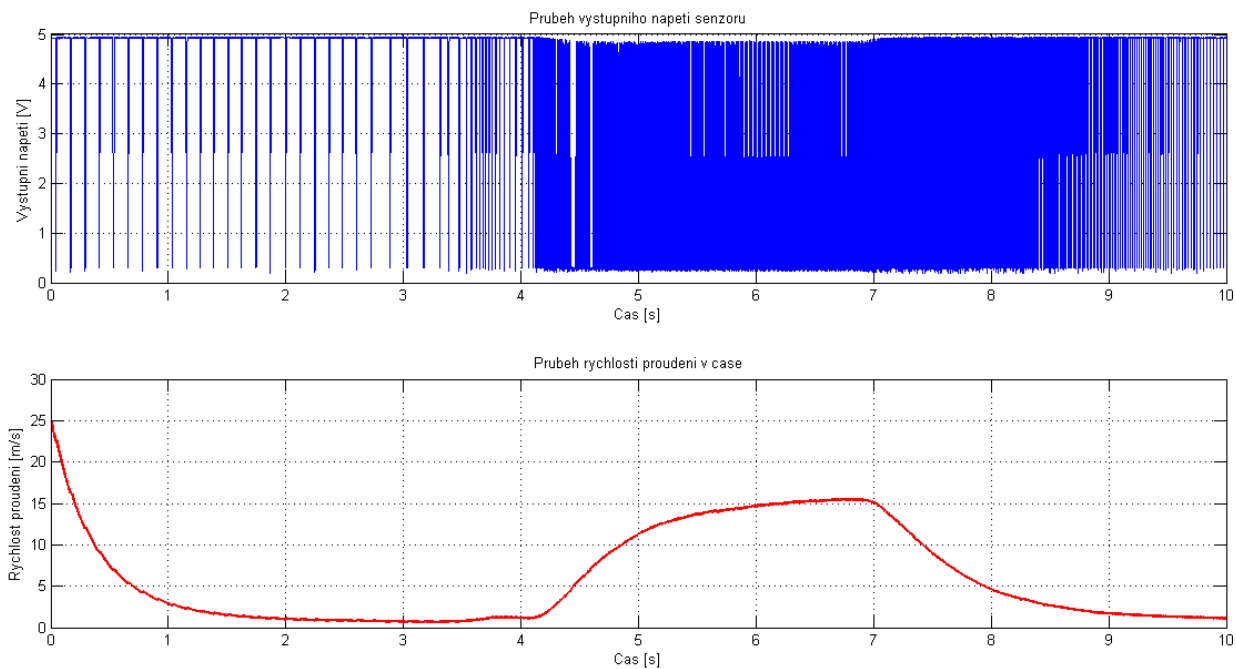 Prubeh vystupniho napeti senzoru
Vystupni napeti [V]
5
4
3
2
1
0
0 1 2 3 4 5 6 7 8 9 10
Cas [s]
Prubeh rychlosti proudeni v case
Rychlost proudeni [m/s]
30
25
20
15
10
5
0
0 1 2 3 4 5 6 7 8 9 10
Cas [s]